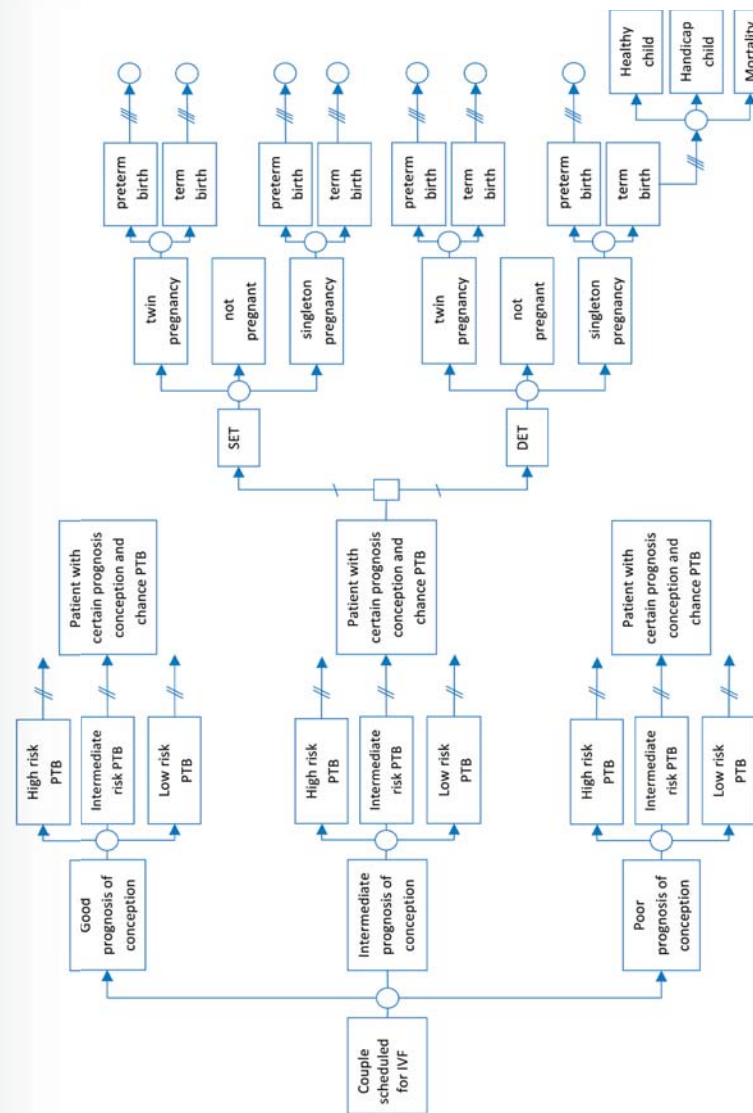 Couple
scheduled
for IVF
Good
prognosis of
conception
Intermediate
prognosis of
conception
Poor
prognosis of
conception
High risk
PTB
Intermediate
risk PTB
Low risk
PTB
High risk
PTB
Intermediate
risk PTB
Low risk
PTB
High risk
PTB
Intermediate
risk PTB
Low risk
PTB
Patient with
certain prognosis
conception and
chance PTB
Patient with
certain prognosis
conception and
chance PTB
Patient with
certain prognosis
conception and
chance PTB
SET
DET
twin
pregnancy
not
pregnant
singleton
pregnancy
twin
pregnancy
not
pregnant
singleton
pregnancy
preterm
birth
term
birth
preterm
birth
term
birth
preterm
birth
term
birth
preterm
birth
term
birth
Healthy
child
Handicap
child
Mortality